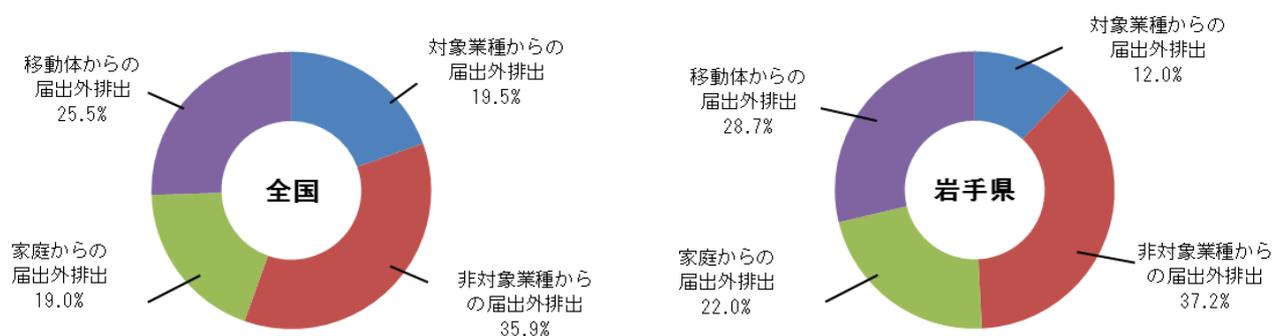 移動体からの
届出外排出
25.5%
対象業種からの
届出外排出
19.5%
全国
家庭からの
届出外排出
19.0%
非対象業種から
の届出外排出
35.9%
移動体からの
届出外排出
28.7%
対象業種からの
届出外排出
12.0%
岩手県
家庭からの
届出外排出
22.0%
非対象業種から
の届出外排出
37.2%